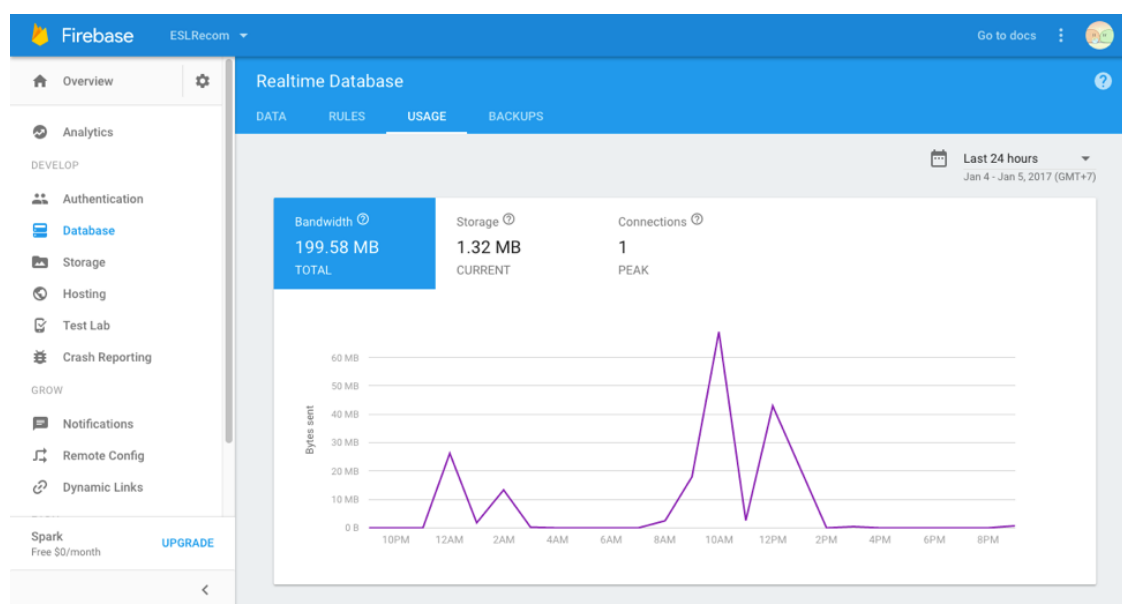 Firebase ESLRecom Go to docs
Overview
Analytics
DEVELOP
Authentication
Database
Storage
Hosting
Test Lab
Crash Reporting
GROW
Notifications
Remote Config
Dynamic Links
Spark
Free $0/month UPGRADE
Realtime Database
DATA RULES USAGE BACKUPS
Last 24 hours
Jan 4 - Jan 5, 2017 (GMT+7)
Bandwidth Storage Connections
199.58 MB 1.32 MB 1
TOTAL CURRENT PEAK
Bytes sent
60 MB
50 MB
40 MB
30 MB
20 MB
10 MB
0 B
10PM 12AM 2AM 4AM 6AM 8AM 10AM 12PM 2PM 4PM 6PM 8PM